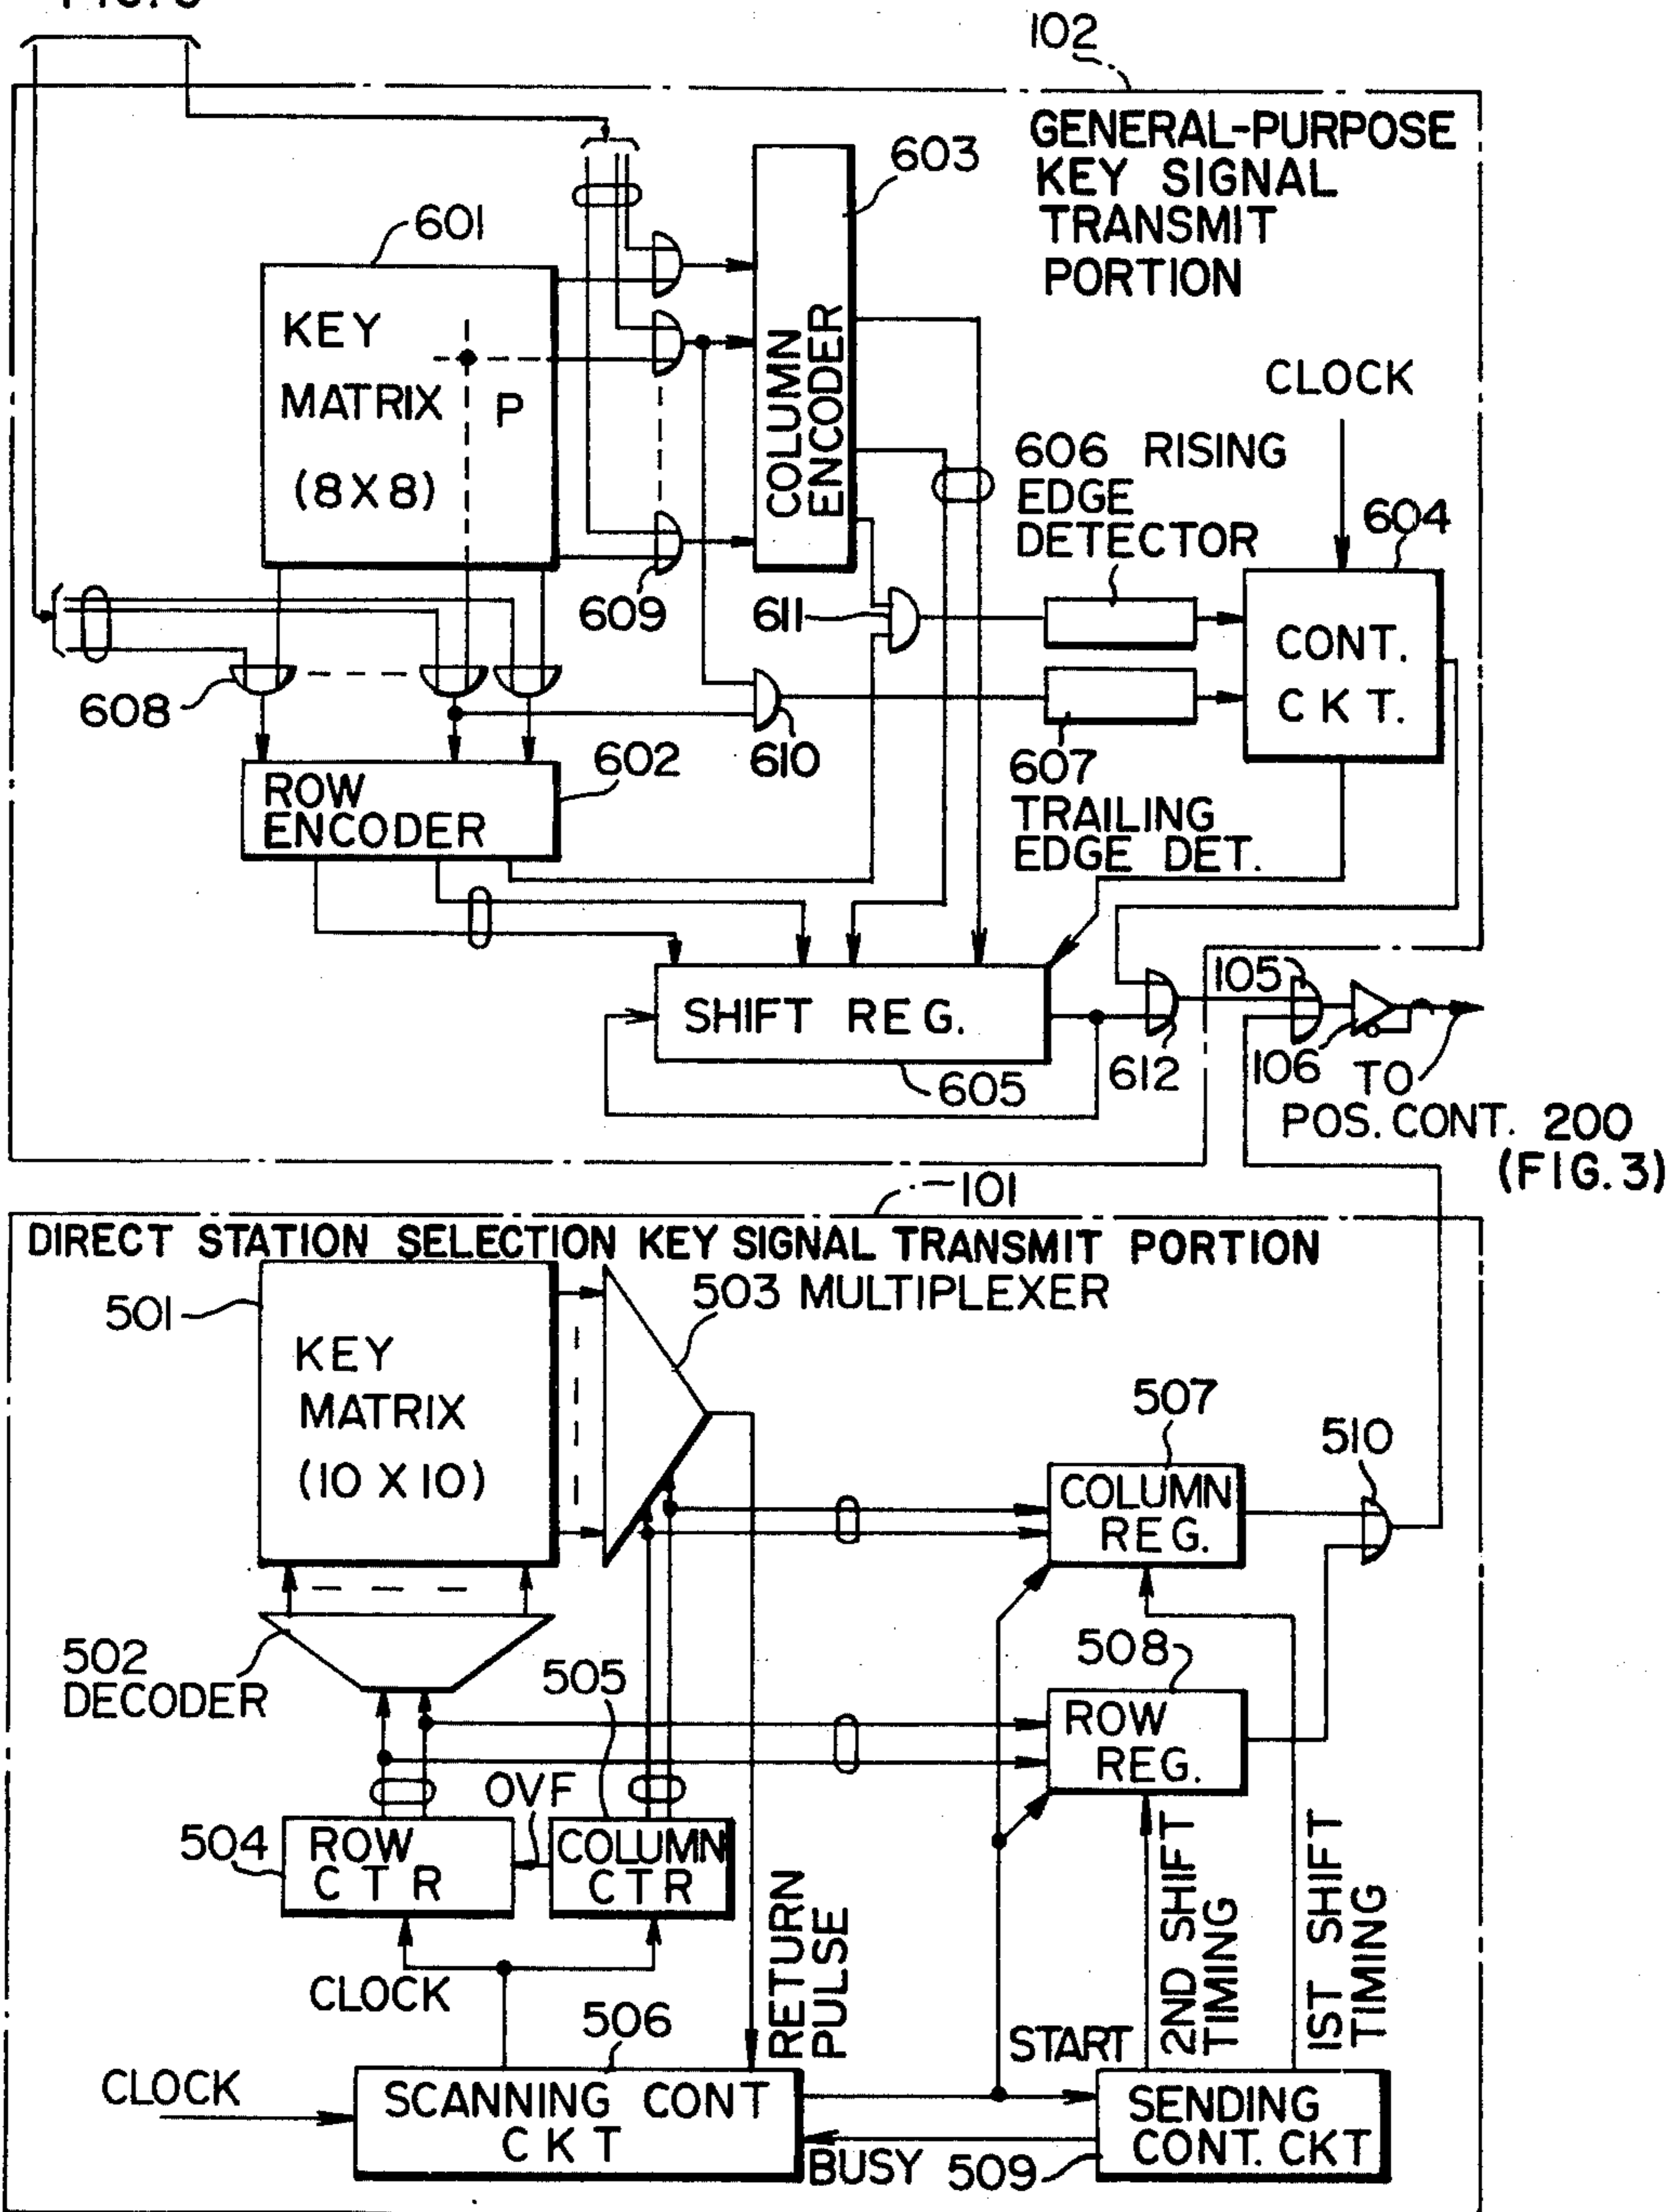 102
GENERAL-PURPOSE
KEY SIGNAL
TRANSMIT
PORTION
603
601
KEY
MATRIX P
(8X8)
COLUMN
ENCODER
CLOCK
606 RISING
EDGE
DETECTOR
604
609
611
CONT.
CKT.
608
610
602
ROW
ENCODER
607
TRAILING
EDGE DET.
SHIFT REG.
105
612
106
605
TO
POS. CONT. 200
(FIG. 3)
101
DIRECT STATION SELECTION KEY SIGNAL TRANSMIT PORTION
503 MULTIPLEXER
501
KEY
MATRIX
(10 X 10)
507
COLUMN
REG.
510
502
DECODER
505
508
ROW
REG.
OVF
504
ROW
CTR
COLUMN
CTR
RETURN
PULSE
2ND SHIFT
TIMING
1ST SHIFT
TIMING
CLOCK
506
START
CLOCK
SCANNING CONT
CKT
SENDING
CONT. CKT
BUSY
509